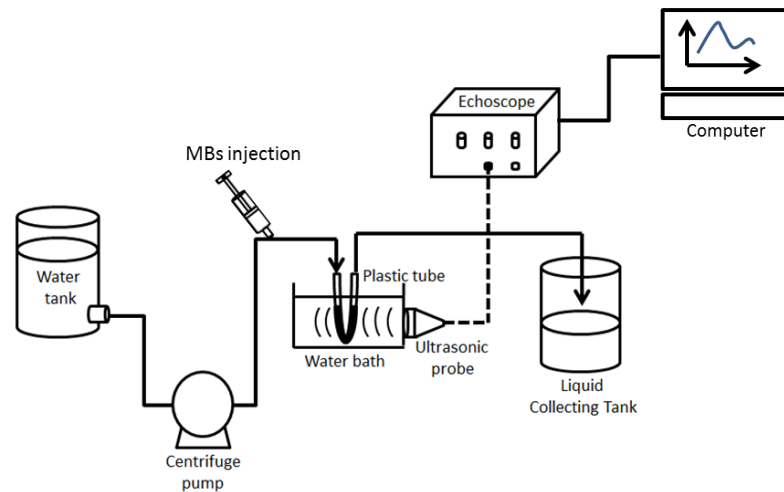 Echoscope
Computer
MBs injection
Water
tank
Plastic tube
Water bath
Ultrasonic
probe
Liquid
Collecting Tank
Centrifuge
pump